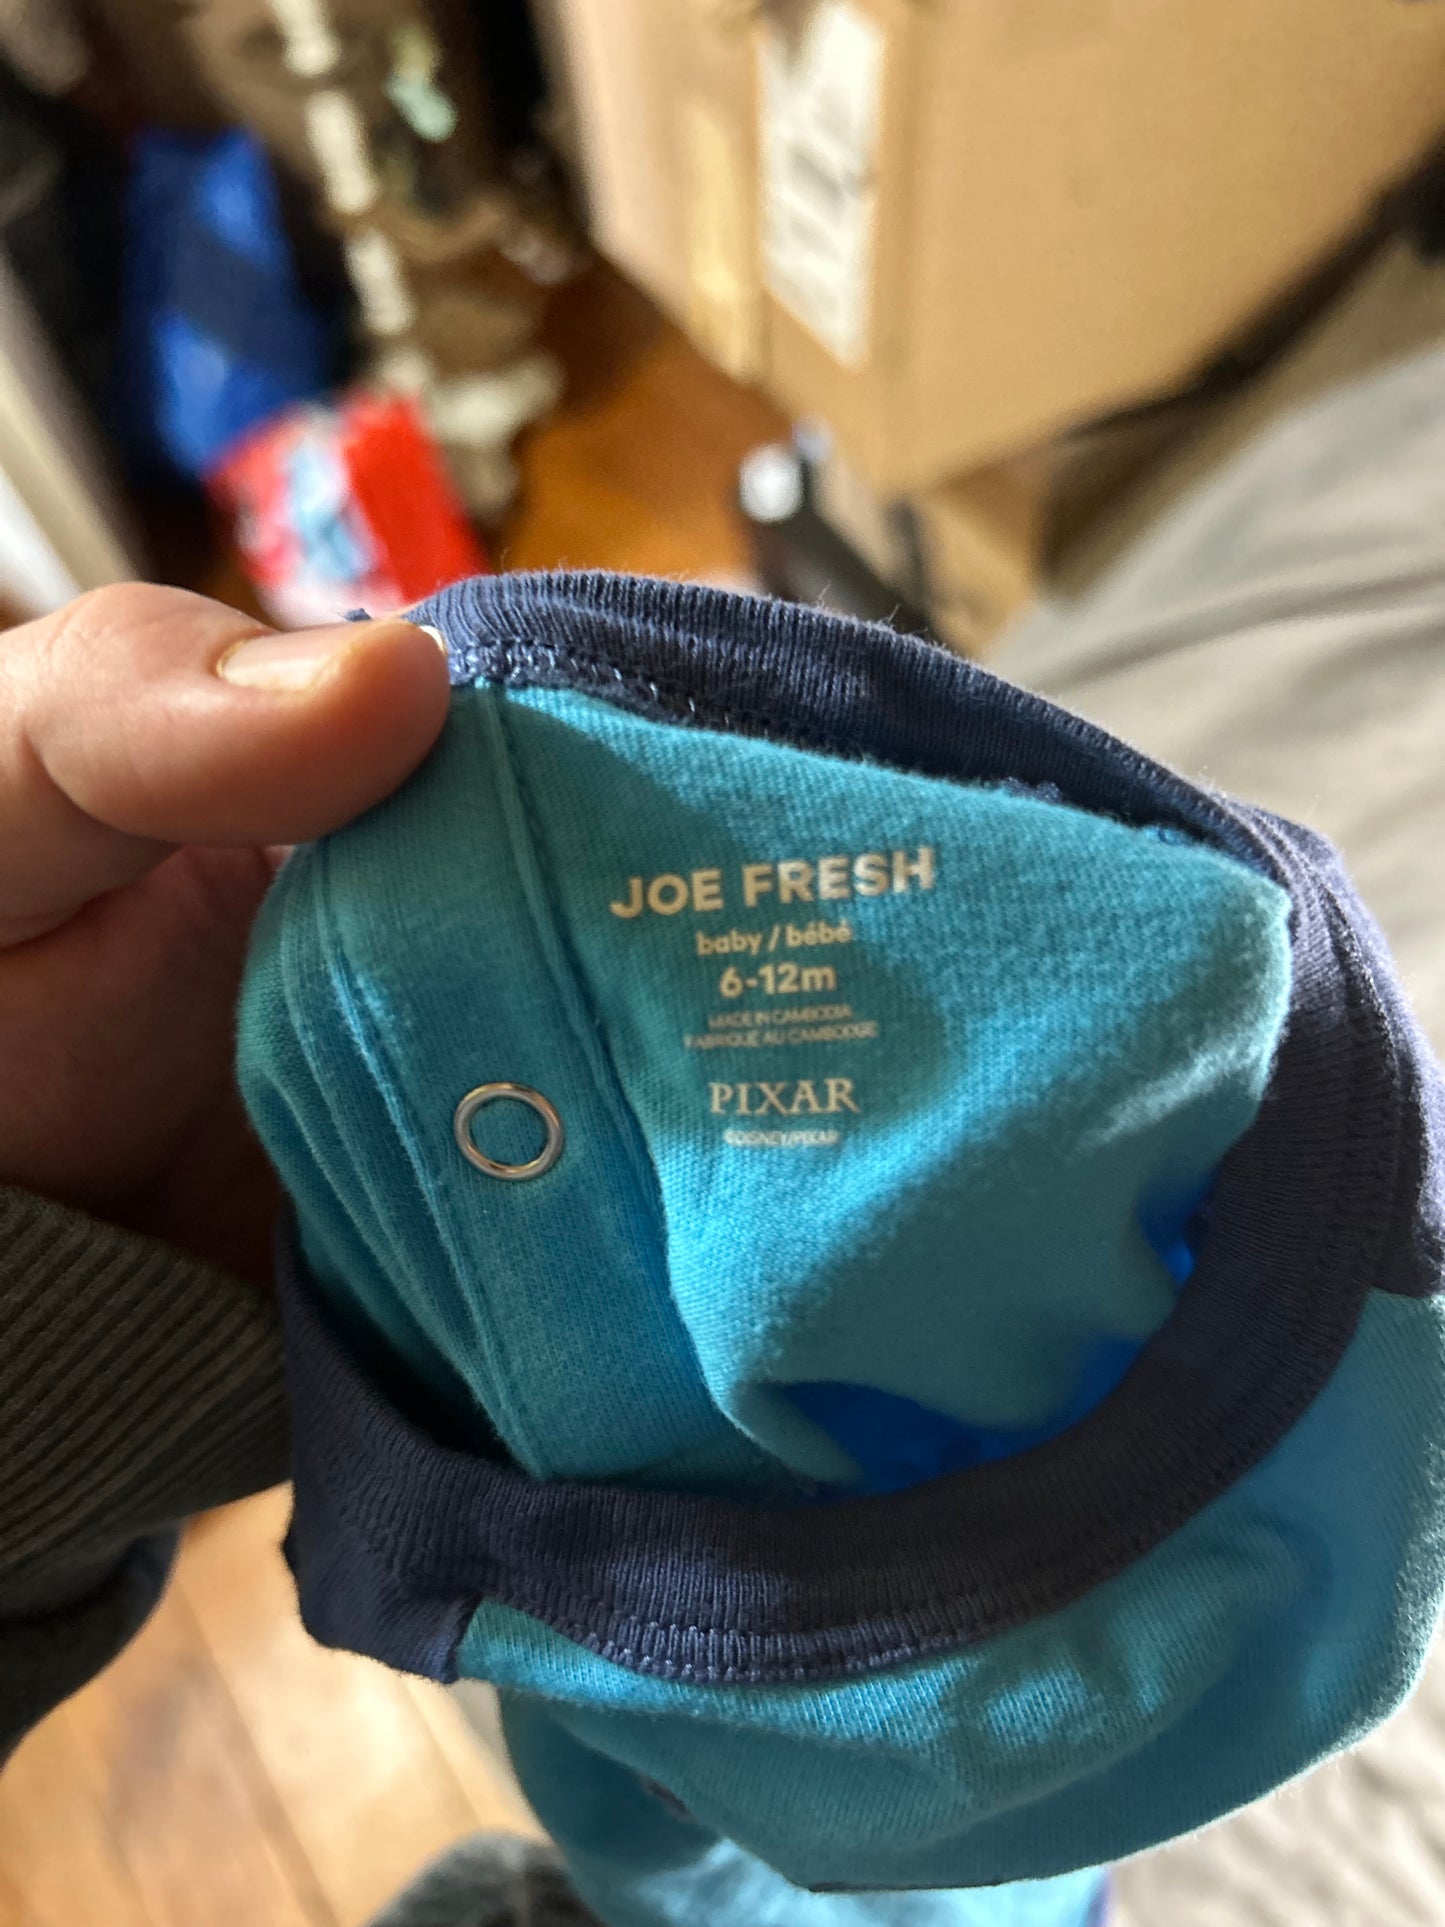 JOE FRESH
baby / bébé
6-12m
MADE IN CAMBODIA
FABRIQUÉ AU CAMBODGE
PIXAR
©DISNEY/PIXAR